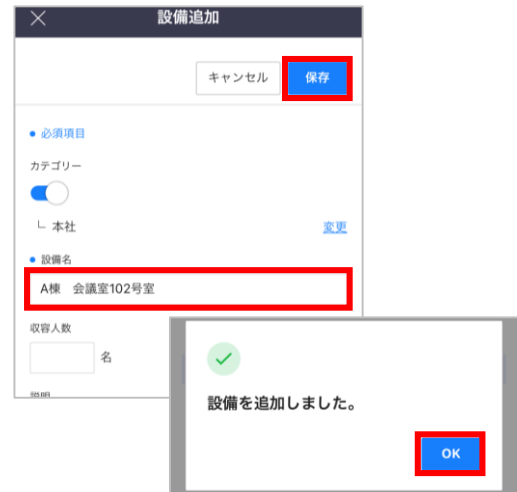 設備追加
キャンセル 保存
必須項目
カテゴリー
本社 変更
設備名
A棟 会議室102号室
収容人数
名
設備を追加しました。
OK